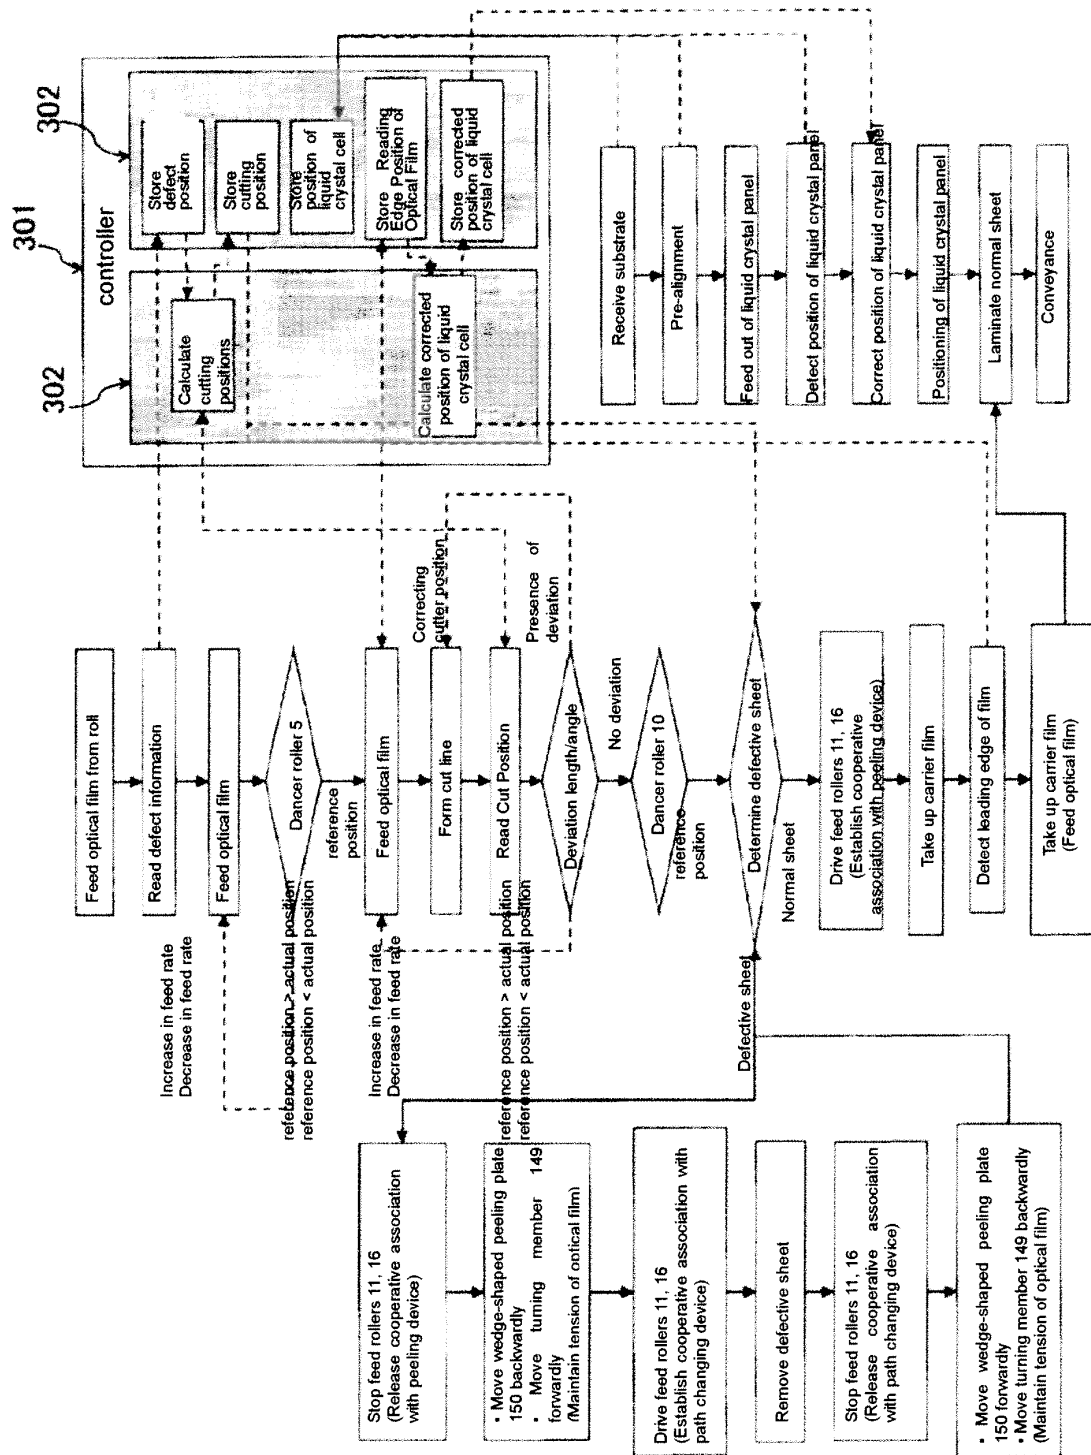 302
301
302
controller
Store
defect
position
Store
cutting
position
Store
position of
liquid
crystal cell
Store Reading
Edge Position of
Optical Film
Store corrected
position of liquid
crystal cell
Calculate
cutting
positions
Calculate corrected
position of liquid
crystal cell
Receive substrate
Pre-alignment
Feed out of liquid crystal panel
Detect position of liquid crystal panel
Correct position of liquid crystal panel
Positioning of liquid crystal panel
Laminate normal sheet
Conveyance
Feed optical film from roll
Read defect information
Feed optical film
Dancer roller 5
reference
position
Increase in feed rate
Decrease in feed rate
reference position > actual position
reference position < actual position
Feed optical film
Form cut line
Read Cut Position
Correcting
cutter position
Presence of
deviation
Deviation length/angle
No deviation
Increase in feed rate
Decrease in feed rate
reference position > actual position
reference position < actual position
Dancer roller 10
reference
position
Determine defective sheet
Defective sheet
Normal sheet
Drive feed rollers 11, 16
(Establish cooperative
association with peeling device)
Take up carrier film
Detect leading edge of film
Take up carrier film
(Feed optical film)
Stop feed rollers 11, 16
(Release cooperative association
with peeling device)
• Move wedge-shaped peeling plate
150 backwardly
• Move turning member 149
forwardly
(Maintain tension of optical film)
Drive feed rollers 11, 16
(Establish cooperative association with
path changing device)
Remove defective sheet
Stop feed rollers 11, 16
(Release cooperative association
with path changing device)
• Move wedge-shaped peeling plate
150 forwardly
• Move turning member 149 backwardly
(Maintain tension of optical film)